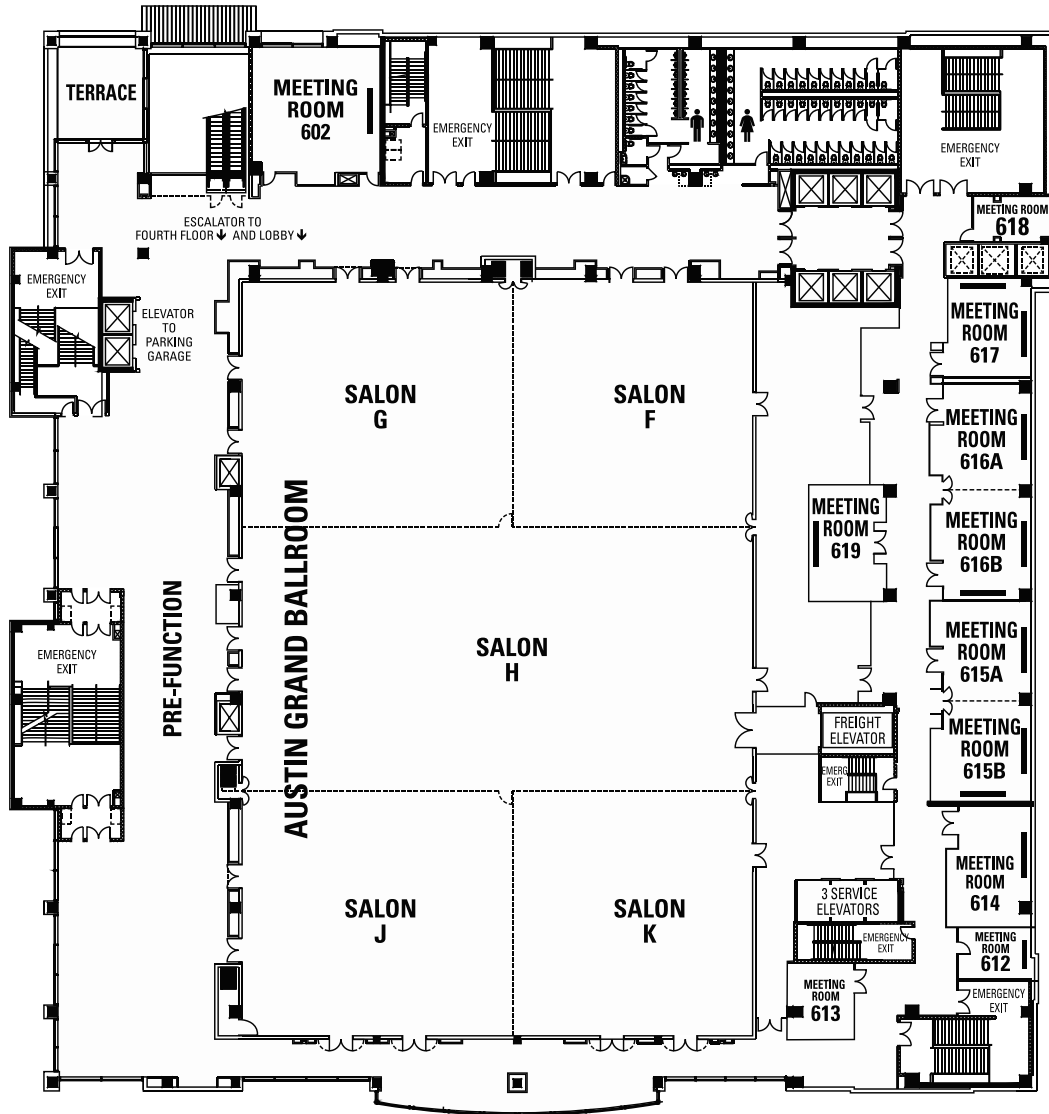 TERRACE
MEETING
ROOM
602
EMERGENCY
EXIT
EMERGENCY
EXIT
ESCALATOR TO
FOURTH FLOOR ↓ AND LOBBY ↓
MEETING ROOM
618
EMERGENCY
EXIT
ELEVATOR
TO
PARKING
GARAGE
MEETING
ROOM
617
SALON
G
SALON
F
MEETING
ROOM
616A
MEETING
ROOM
619
MEETING
ROOM
616B
AUSTIN GRAND BALLROOM
PRE-FUNCTION
EMERGENCY
EXIT
SALON
H
MEETING
ROOM
615A
FREIGHT
ELEVATOR
MEETING
ROOM
615B
EMERG
EXIT
MEETING
ROOM
614
3 SERVICE
ELEVATORS
SALON
J
SALON
K
EMERGENCY
EXIT
MEETING
ROOM
612
MEETING
ROOM
613
EMERGENCY
EXIT